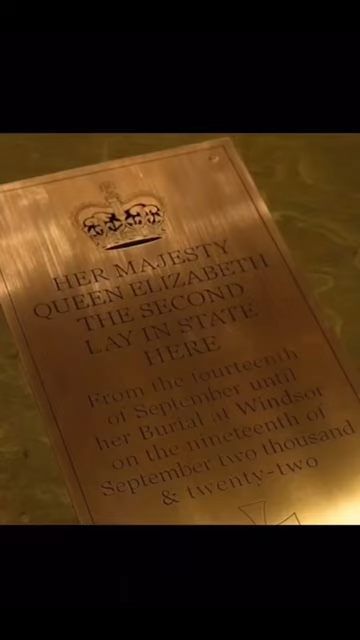 HER MAJESTY
QUEEN ELIZABETH
THE SECOND
LAY IN STATE
HERE
From the fourteenth
of September until
her Burial at Windsor
on the nineteenth of
September two thousand
& twenty-two